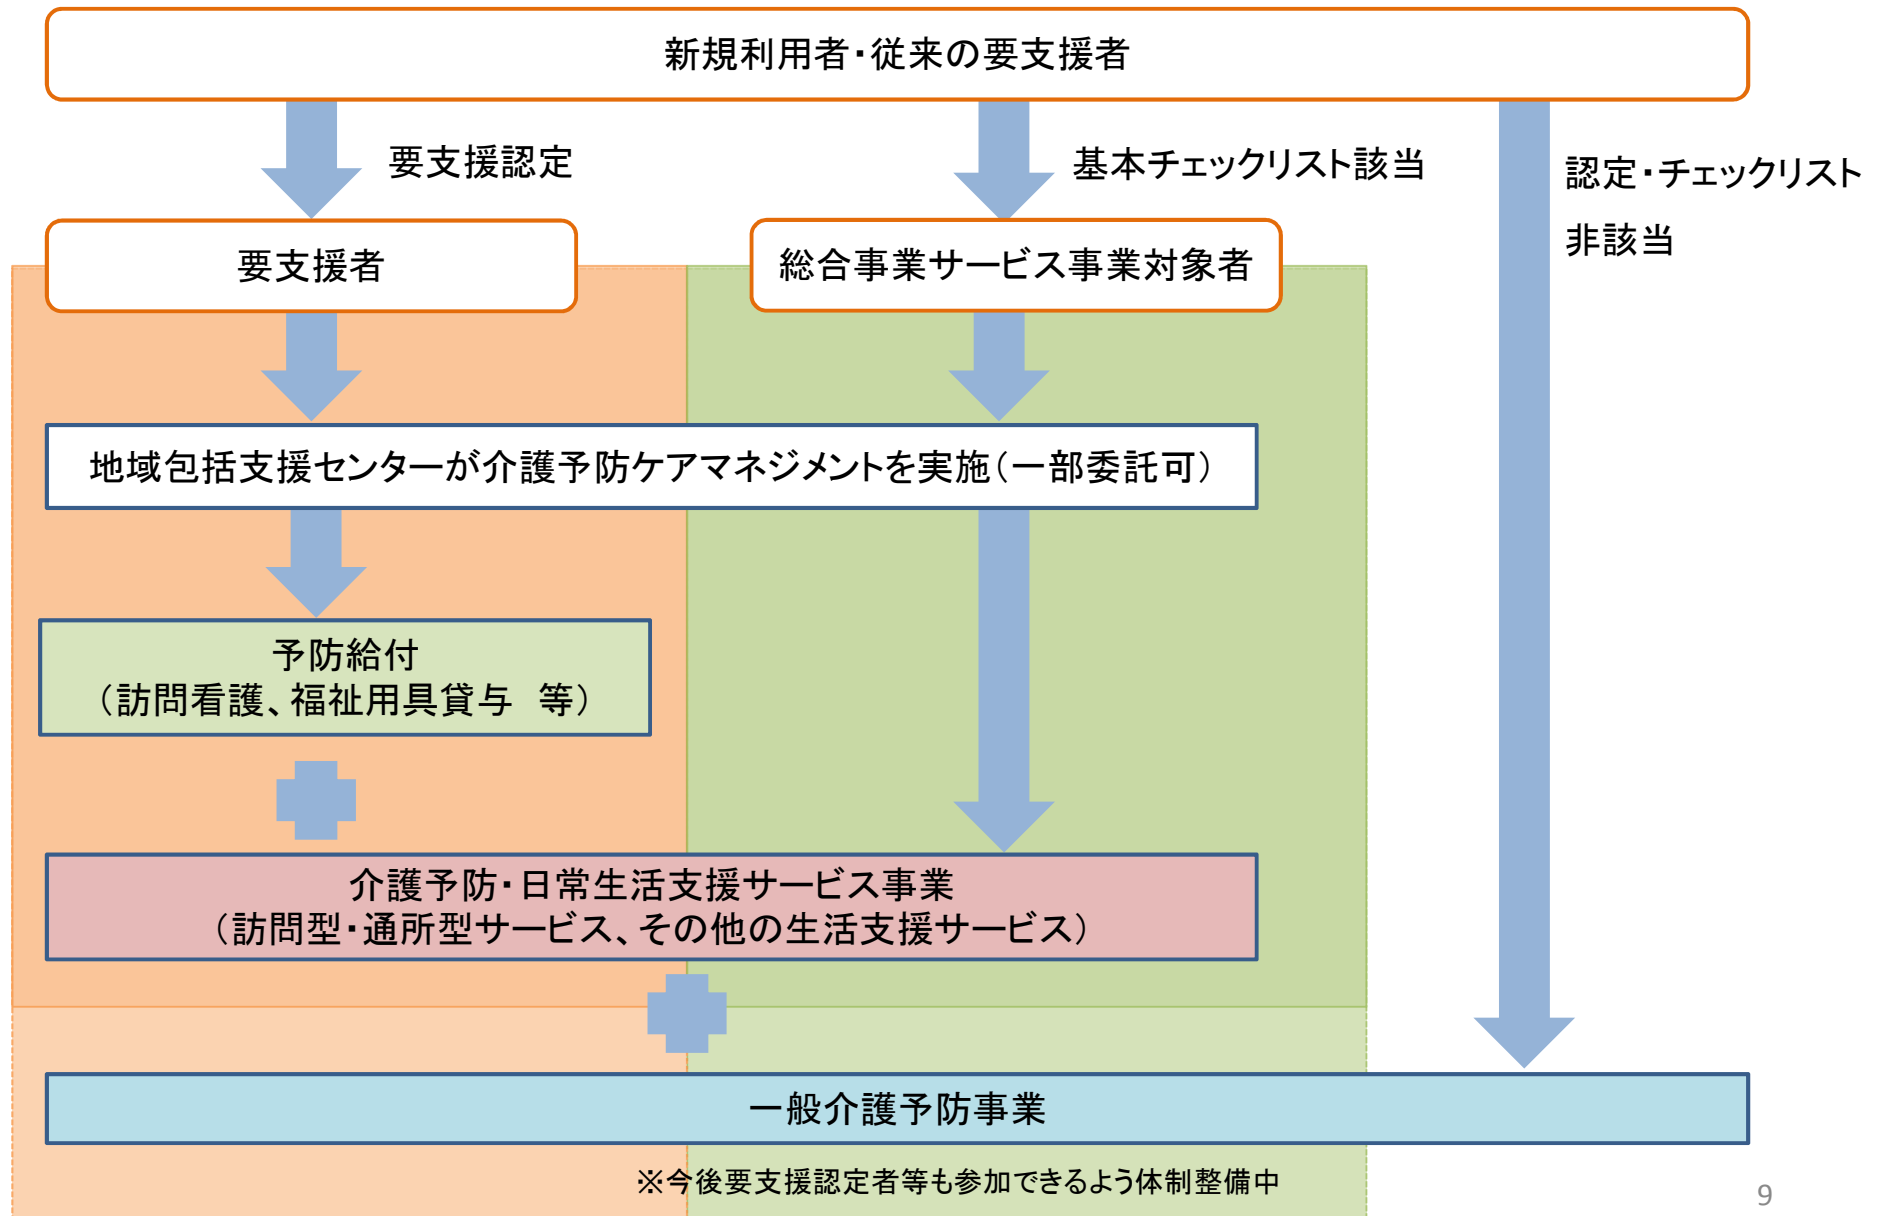 新規利用者・従来の要支援者
要支援認定
基本チェックリスト該当
認定・チェックリスト
非該当
要支援者
総合事業サービス事業対象者
地域包括支援センターが介護予防ケアマネジメントを実施（一部委託可）
予防給付
（訪問看護、福祉用具貸与　等）
介護予防・日常生活支援サービス事業
（訪問型・通所型サービス、その他の生活支援サービス）
一般介護予防事業
※今後要支援認定者等も参加できるよう体制整備中
9